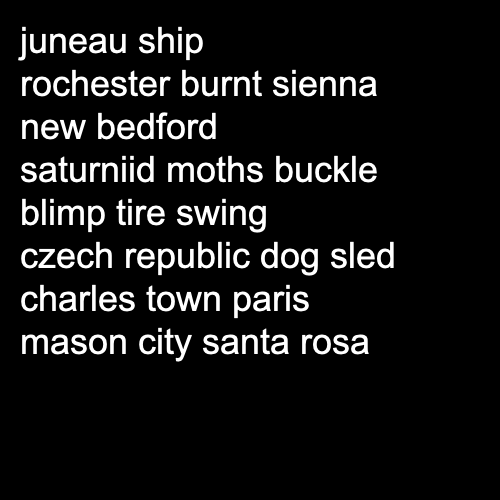 juneau ship
rochester burnt sienna
new bedford
saturniid moths buckle
blimp tire swing
czech republic dog sled
charles town paris
mason city santa rosa